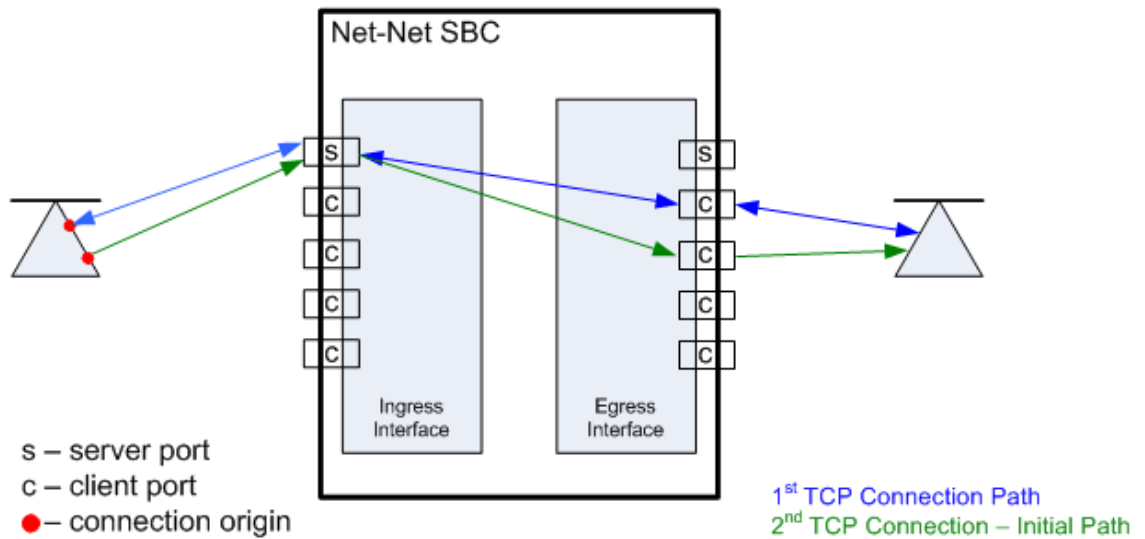 Net-Net SBC
S
S
C
C
C
C
C
C
C
C
Ingress
Interface
Egress
Interface
s – server port
c – client port
– connection origin
1st TCP Connection Path
2nd TCP Connection – Initial Path